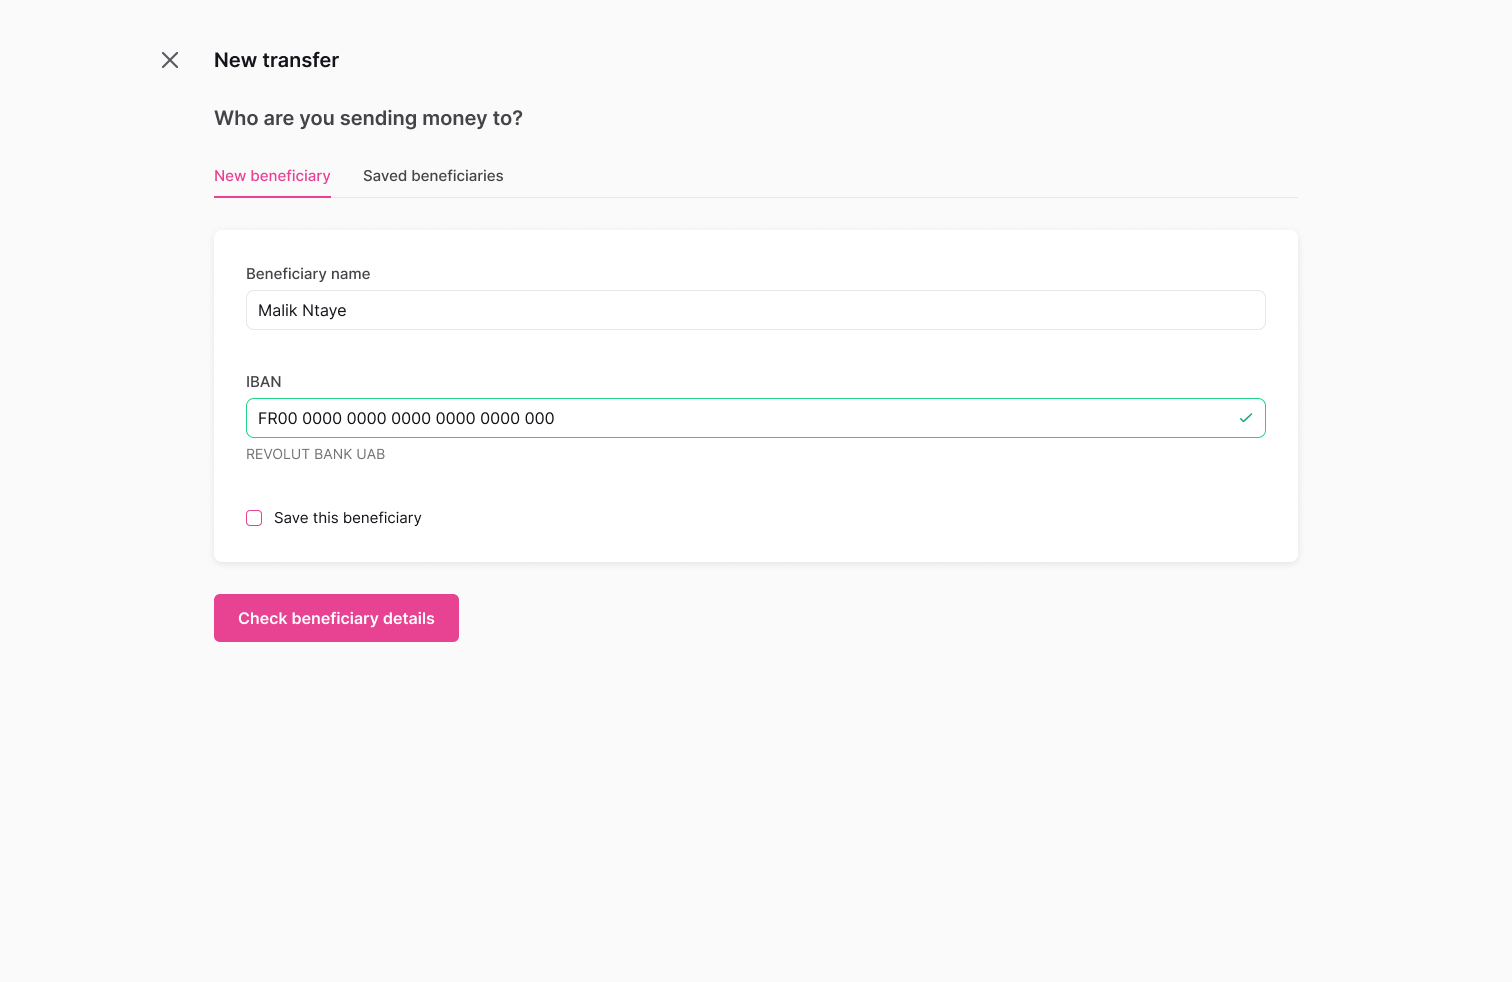 New transfer
Who are you sending money to?
New beneficiary Saved beneficiaries
Beneficiary name
Malik Ntaye
IBAN
FR00 0000 0000 0000 0000 0000 000
REVOLUT BANK UAB
Save this beneficiary
Check beneficiary details